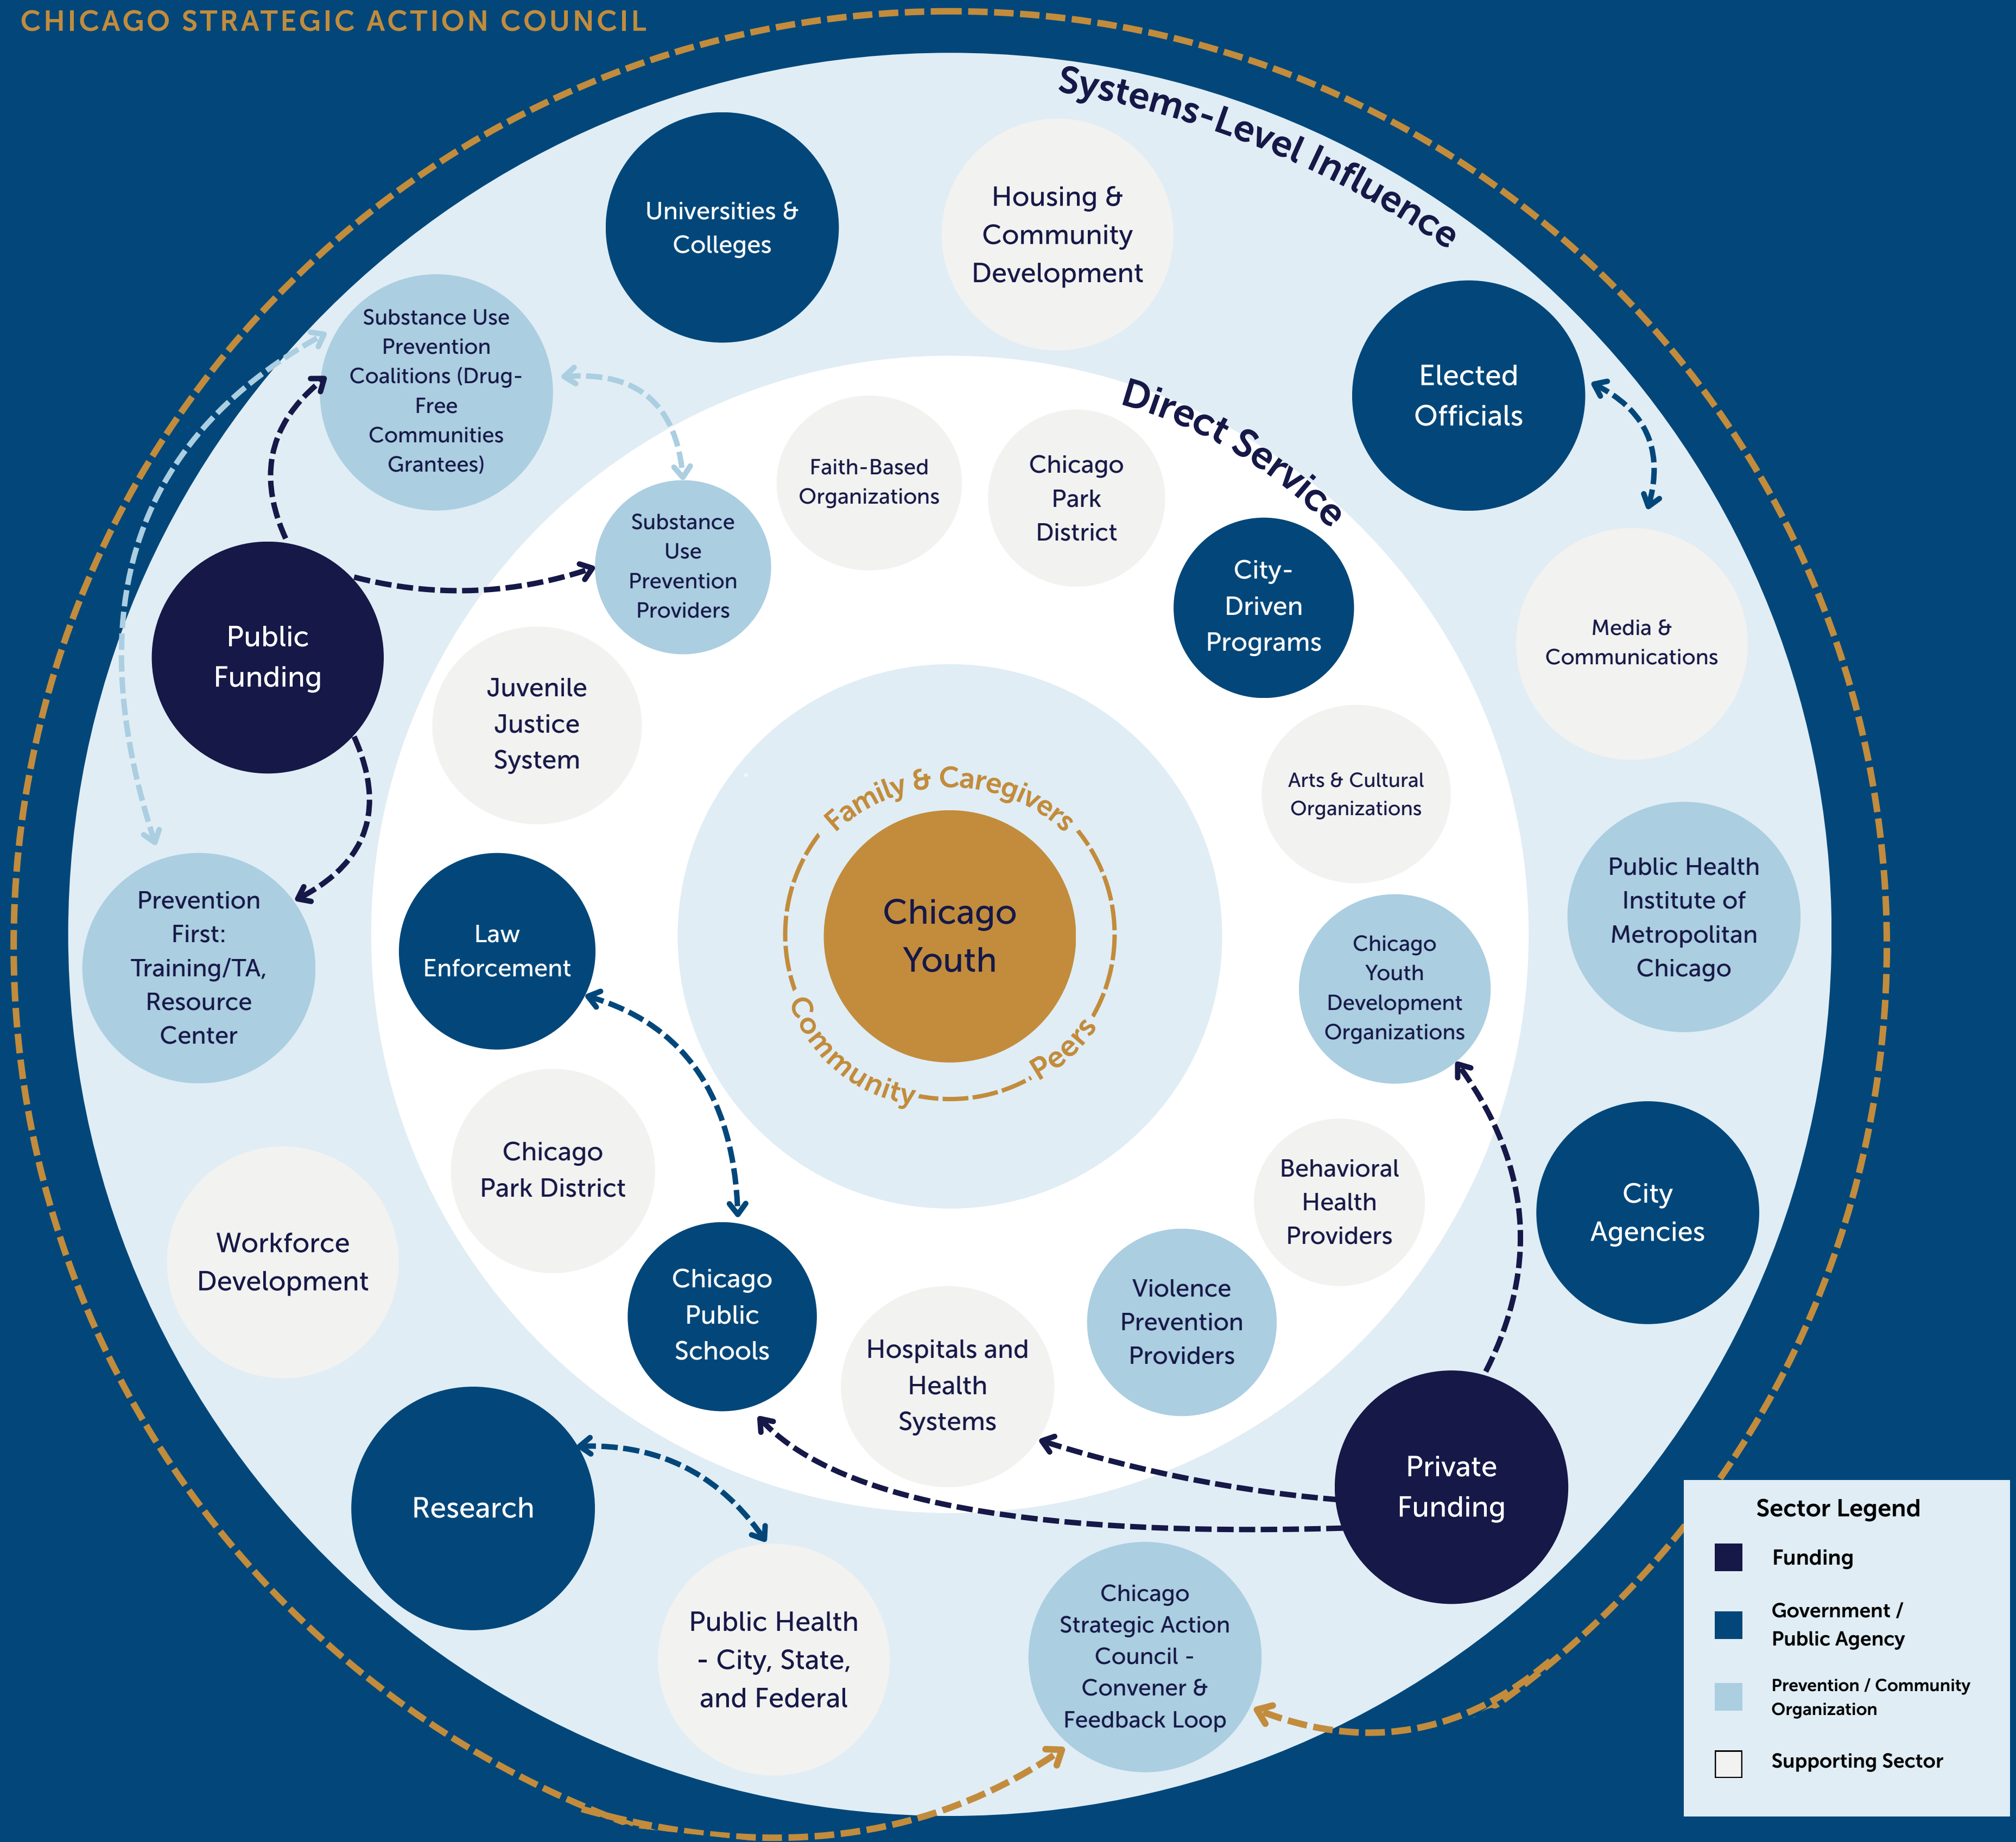 CHICAGO STRATEGIC ACTION COUNCIL
Systems-Level Influence
Universities &
Colleges
Housing &
Community
Development
Substance Use
Prevention
Coalitions (Drug-
Free
Communities
Grantees)
Elected
Officials
Direct Service
Faith-Based
Organizations
Chicago
Park
District
Substance
Use
Prevention
Providers
City-
Driven
Programs
Public
Funding
Media &
Communications
Juvenile
Justice
System
Arts & Cultural
Organizations
Family & Caregivers
Chicago
Youth
Community
Peers
Law
Enforcement
Prevention
First:
Training/TA,
Resource
Center
Chicago
Youth
Development
Organizations
Public Health
Institute of
Metropolitan
Chicago
Chicago
Park District
Behavioral
Health
Providers
City
Agencies
Workforce
Development
Chicago
Public
Schools
Violence
Prevention
Providers
Hospitals and
Health
Systems
Research
Private
Funding
Public Health
- City, State,
and Federal
Chicago
Strategic Action
Council -
Convener &
Feedback Loop
Sector Legend
Funding
Government /
Public Agency
Prevention / Community
Organization
Supporting Sector